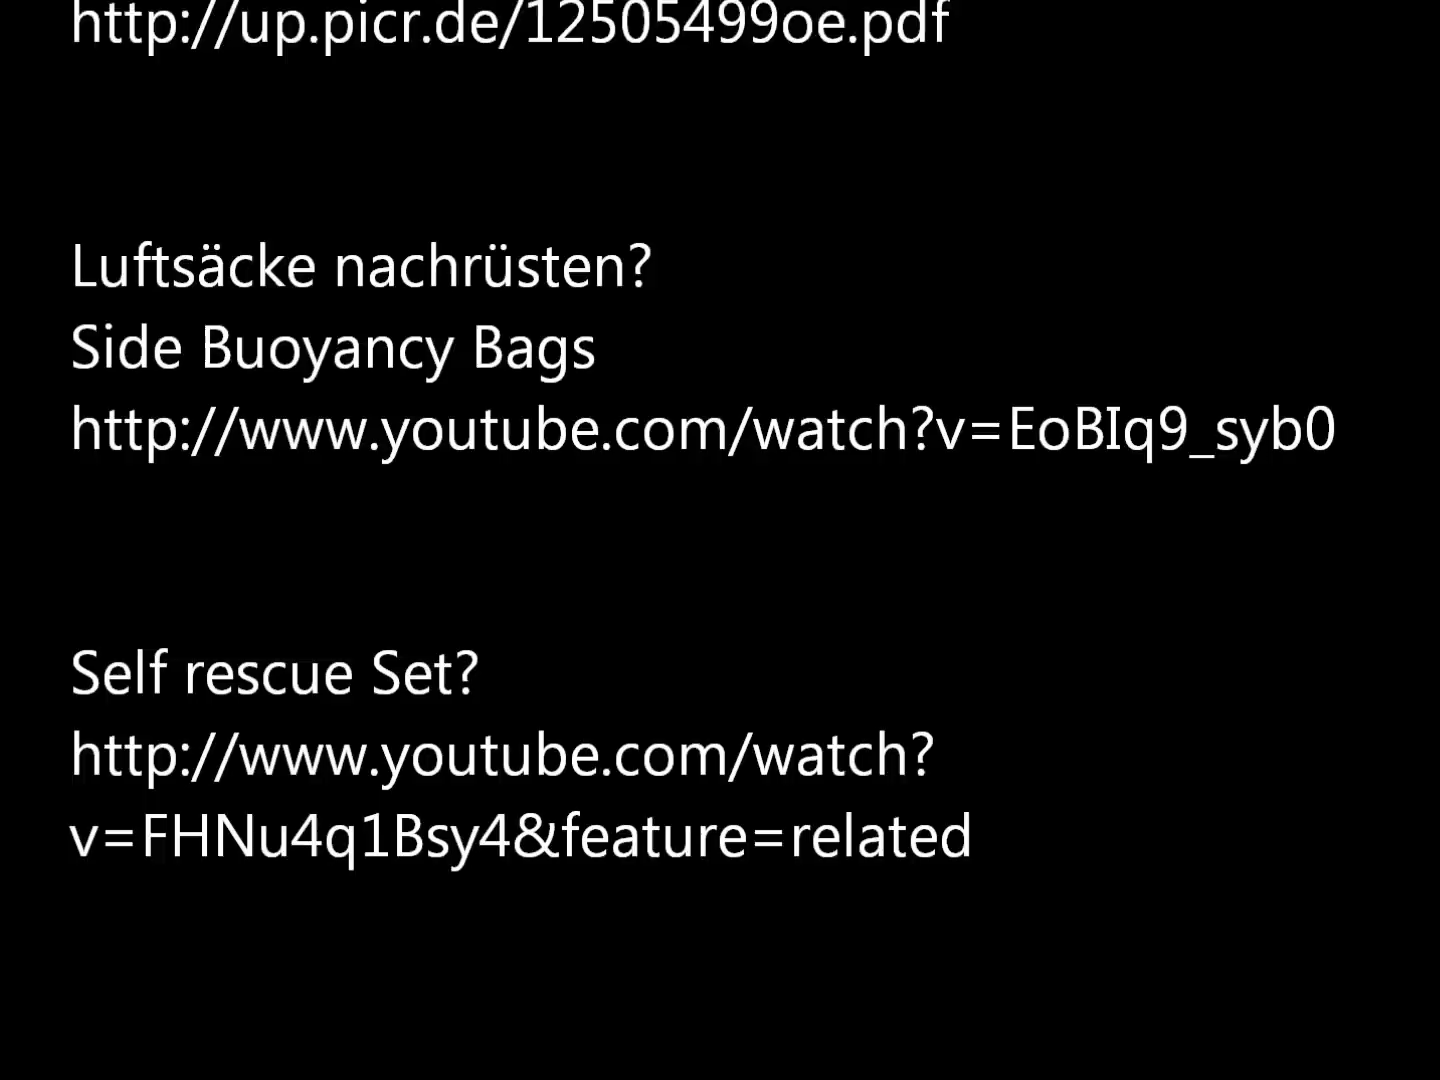 http://up.picr.de/12505499oe.pdf
Luftsäcke nachrüsten?
Side Buoyancy Bags
http://www.youtube.com/watch?v=EoBIq9_syb0
Self rescue Set?
http://www.youtube.com/watch?
v=FHNu4q1Bsy4&feature=related